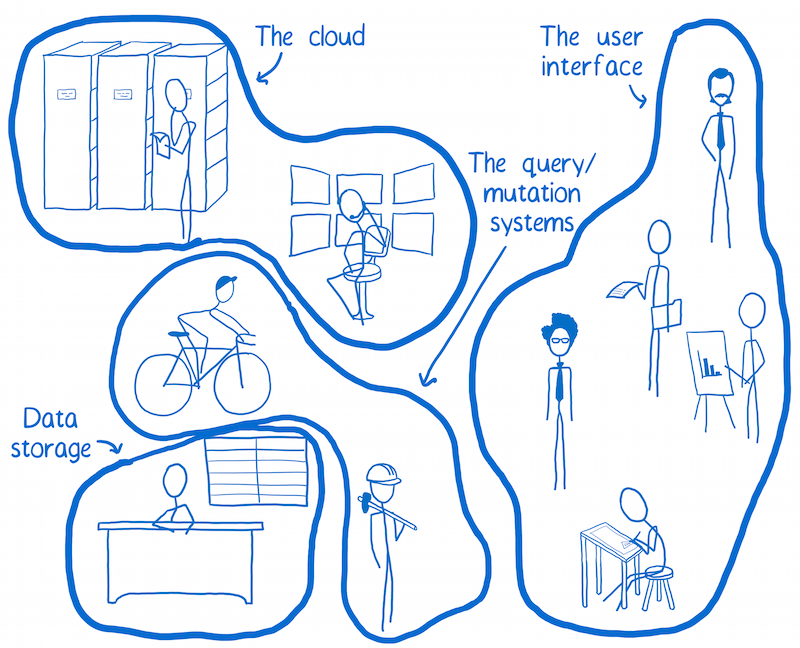 The cloud
The user
interface
The query/
mutation
systems
Data
storage